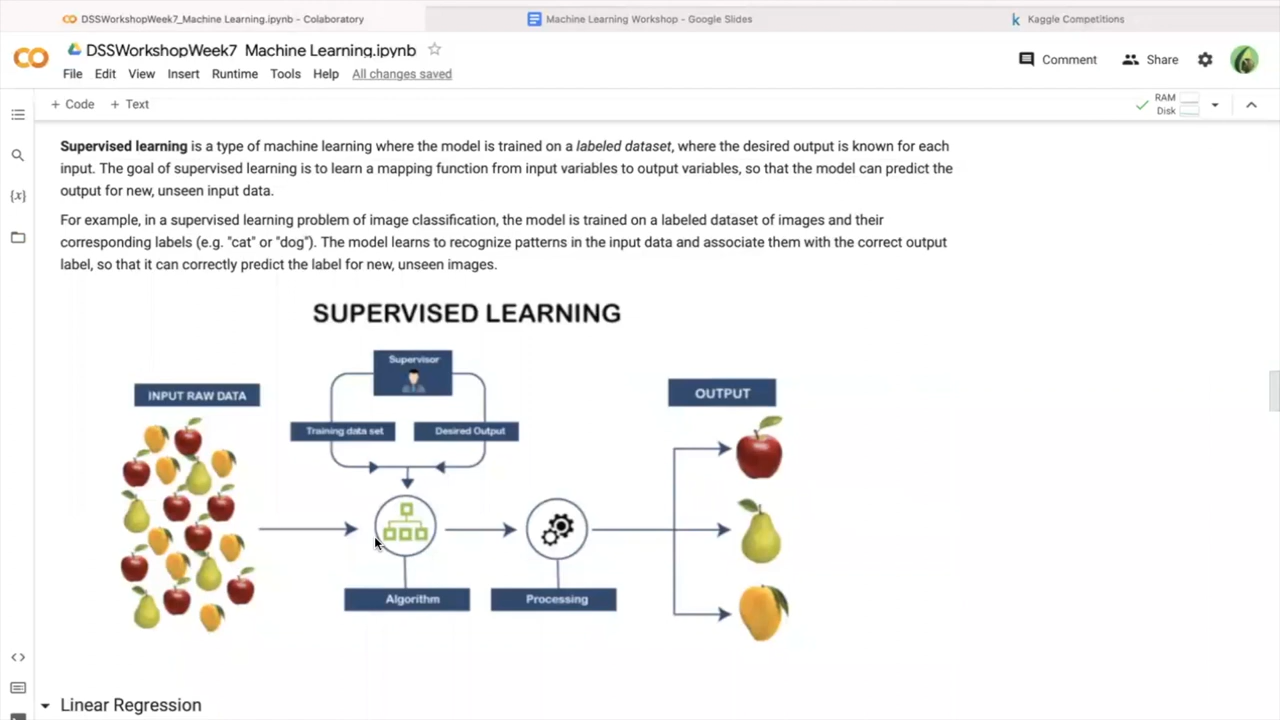 DSSWorkshopWeek7_Machine Learning.ipynb - Colaboratory
Machine Learning Workshop - Google Slides
Kaggle Competitions
DSSWorkshopWeek7 Machine Learning.ipynb
Comment
Share
File Edit View Insert Runtime Tools Help All changes saved
+ Code + Text
RAM
Disk
Supervised learning is a type of machine learning where the model is trained on a labeled dataset, where the desired output is known for each
input. The goal of supervised learning is to learn a mapping function from input variables to output variables, so that the model can predict the
output for new, unseen input data.
For example, in a supervised learning problem of image classification, the model is trained on a labeled dataset of images and their
corresponding labels (e.g. "cat" or "dog"). The model learns to recognize patterns in the input data and associate them with the correct output
label, so that it can correctly predict the label for new, unseen images.
SUPERVISED LEARNING
Supervisor
INPUT RAW DATA
OUTPUT
Training data set
Desired Output
Algorithm
Processing
Linear Regression